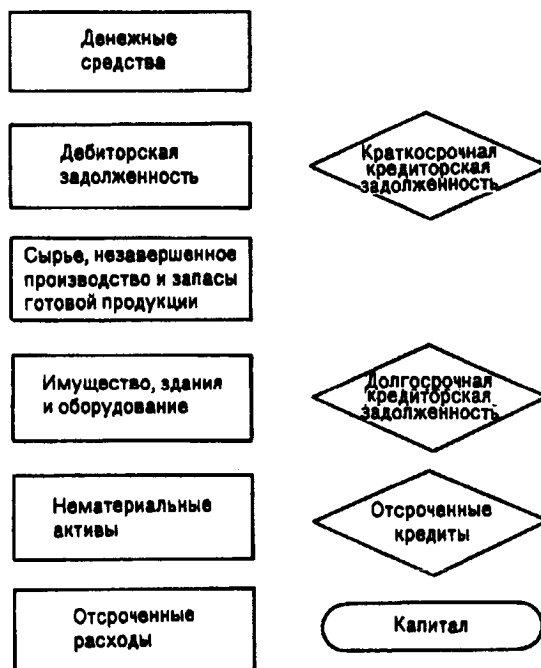 Денежные
средства
Дебиторская
задолженность
Краткосрочная
кредиторская
задолженность
Сырье, незавершенное
производство и запасы
готовой продукции
Имущество, здания
и оборудование
Долгосрочная
кредиторская
задолженность
Нематериальные
активы
Отсроченные
кредиты
Отсроченные
расходы
Капитал